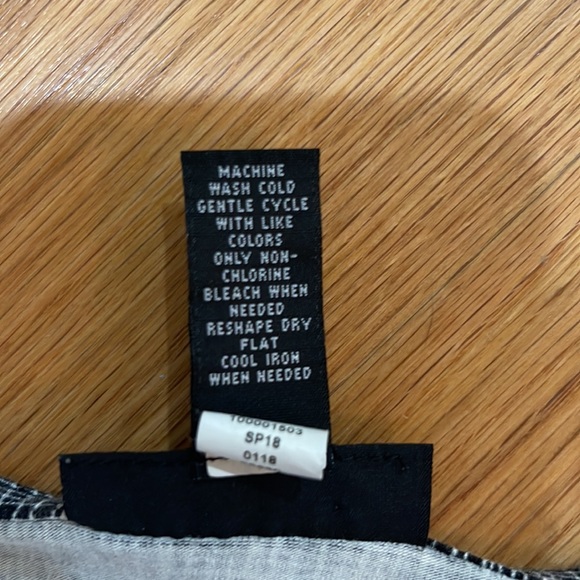 MACHINE
WASH COLD
GENTLE CYCLE
WITH LIKE
COLORS
ONLY NON-
CHLORINE
BLEACH WHEN
NEEDED
RESHAPE DRY
FLAT
COOL IRON
WHEN NEEDED
100001503
SP18
0118